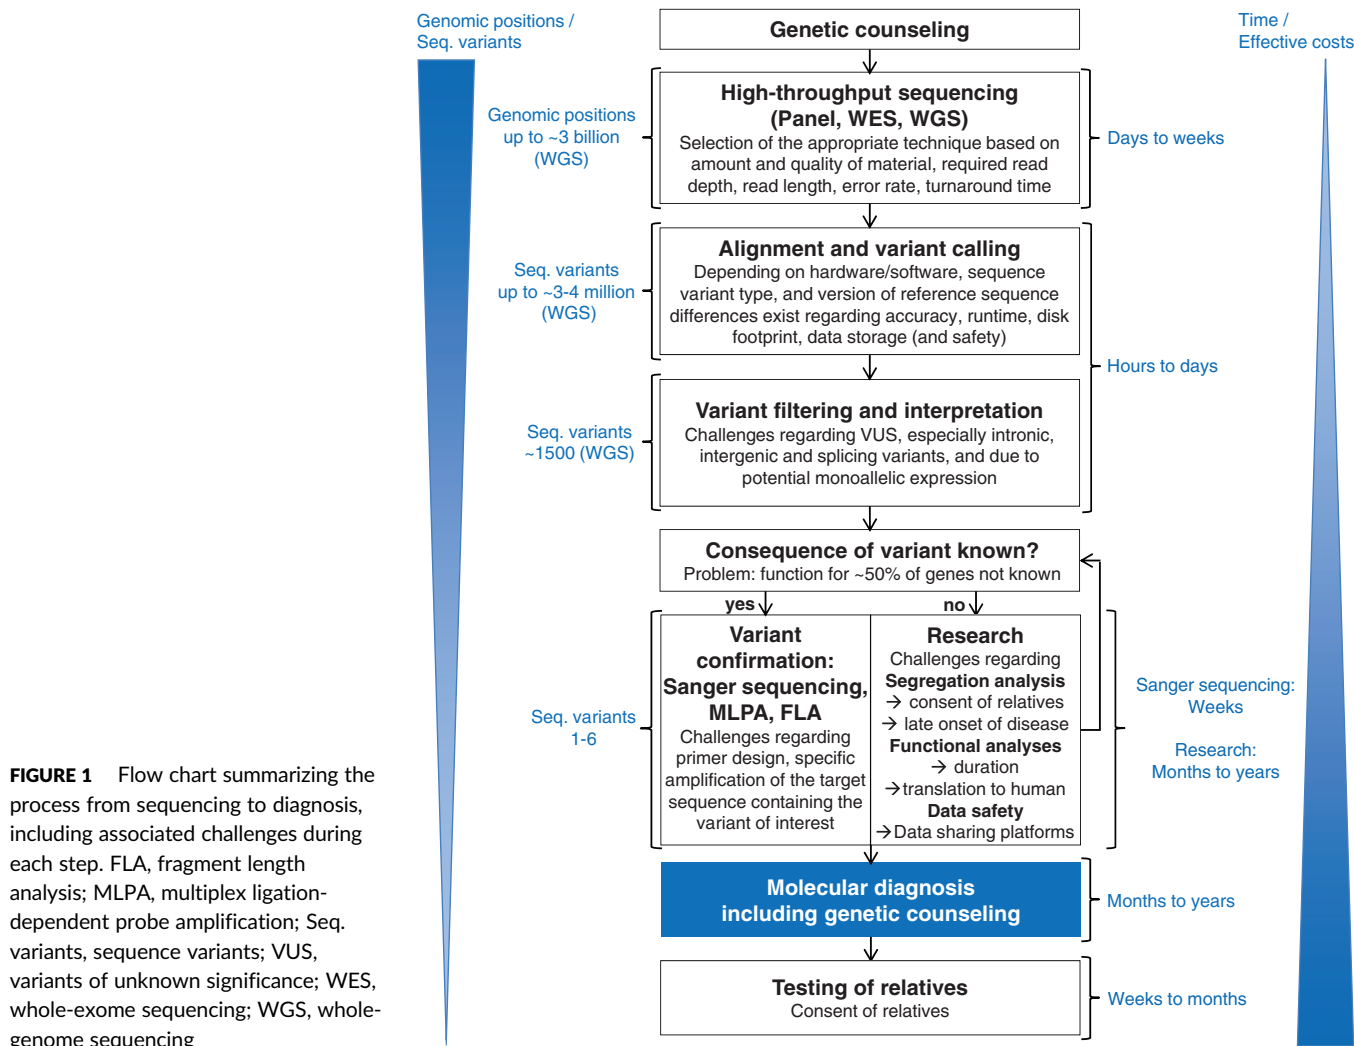 Genomic positions /
Seq. variants
Time /
Effective costs
Genetic counseling
High-throughput sequencing
(Panel, WES, WGS)
Selection of the appropriate technique based on
amount and quality of material, required read
depth, read length, error rate, turnaround time
Genomic positions
up to ~3 billion
(WGS)
Days to weeks
Alignment and variant calling
Depending on hardware/software, sequence
variant type, and version of reference sequence
differences exist regarding accuracy, runtime, disk
footprint, data storage (and safety)
Seq. variants
up to ~3-4 million
(WGS)
Hours to days
Variant filtering and interpretation
Challenges regarding VUS, especially intronic,
intergenic and splicing variants, and due to
potential monoallelic expression
Seq. variants
~1500 (WGS)
Consequence of variant known?
Problem: function for ~50% of genes not known
yes
no
Variant
confirmation:
Sanger sequencing,
MLPA, FLA
Challenges regarding
primer design, specific
amplification of the target
sequence containing the
variant of interest
Research
Challenges regarding
Segregation analysis
→ consent of relatives
→ late onset of disease
Functional analyses
→ duration
→translation to human
Data safety
→Data sharing platforms
Seq. variants
1-6
Sanger sequencing:
Weeks
Research:
Months to years
Molecular diagnosis
including genetic counseling
Months to years
Testing of relatives
Consent of relatives
Weeks to months
FIGURE 1 Flow chart summarizing the
process from sequencing to diagnosis,
including associated challenges during
each step. FLA, fragment length
analysis; MLPA, multiplex ligation-
dependent probe amplification; Seq.
variants, sequence variants; VUS,
variants of unknown significance; WES,
whole-exome sequencing; WGS, whole-
genome sequencing